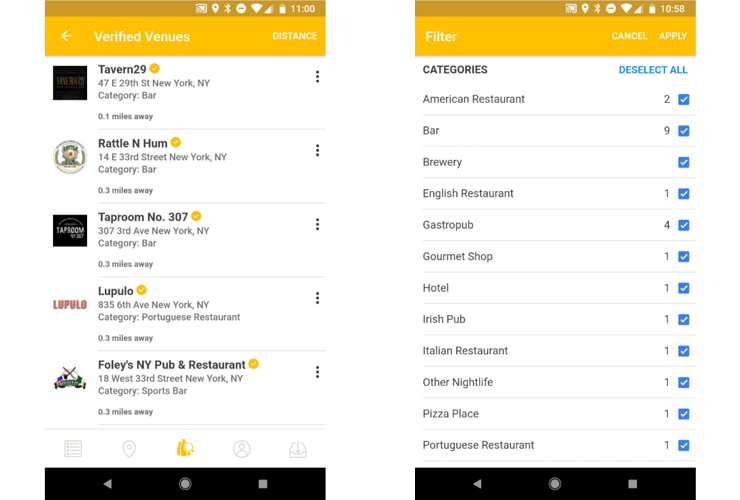 11:00
Verified Venues
DISTANCE
TAVERN29
Tavern29
47 E 29th St New York, NY
Category: Bar
0.1 miles away
RATTLE
Rattle N Hum
14 E 33rd Street New York, NY
Category: Bar
0.3 miles away
TAPROOM
Nº 307
Taproom No. 307
307 3rd Ave New York, NY
Category: Bar
0.3 miles away
LUPULO
Lupulo
835 6th Ave New York, NY
Category: Portuguese Restaurant
0.3 miles away
Foley's NY Pub & Restaurant
18 West 33rd Street New York, NY
Category: Sports Bar
0.3 miles away
10:58
Filter
CANCEL APPLY
CATEGORIES DESELECT ALL
American Restaurant 2
Bar 9
Brewery
English Restaurant 1
Gastropub 4
Gourmet Shop 1
Hotel 1
Irish Pub 1
Italian Restaurant 1
Other Nightlife 1
Pizza Place 1
Portuguese Restaurant 1